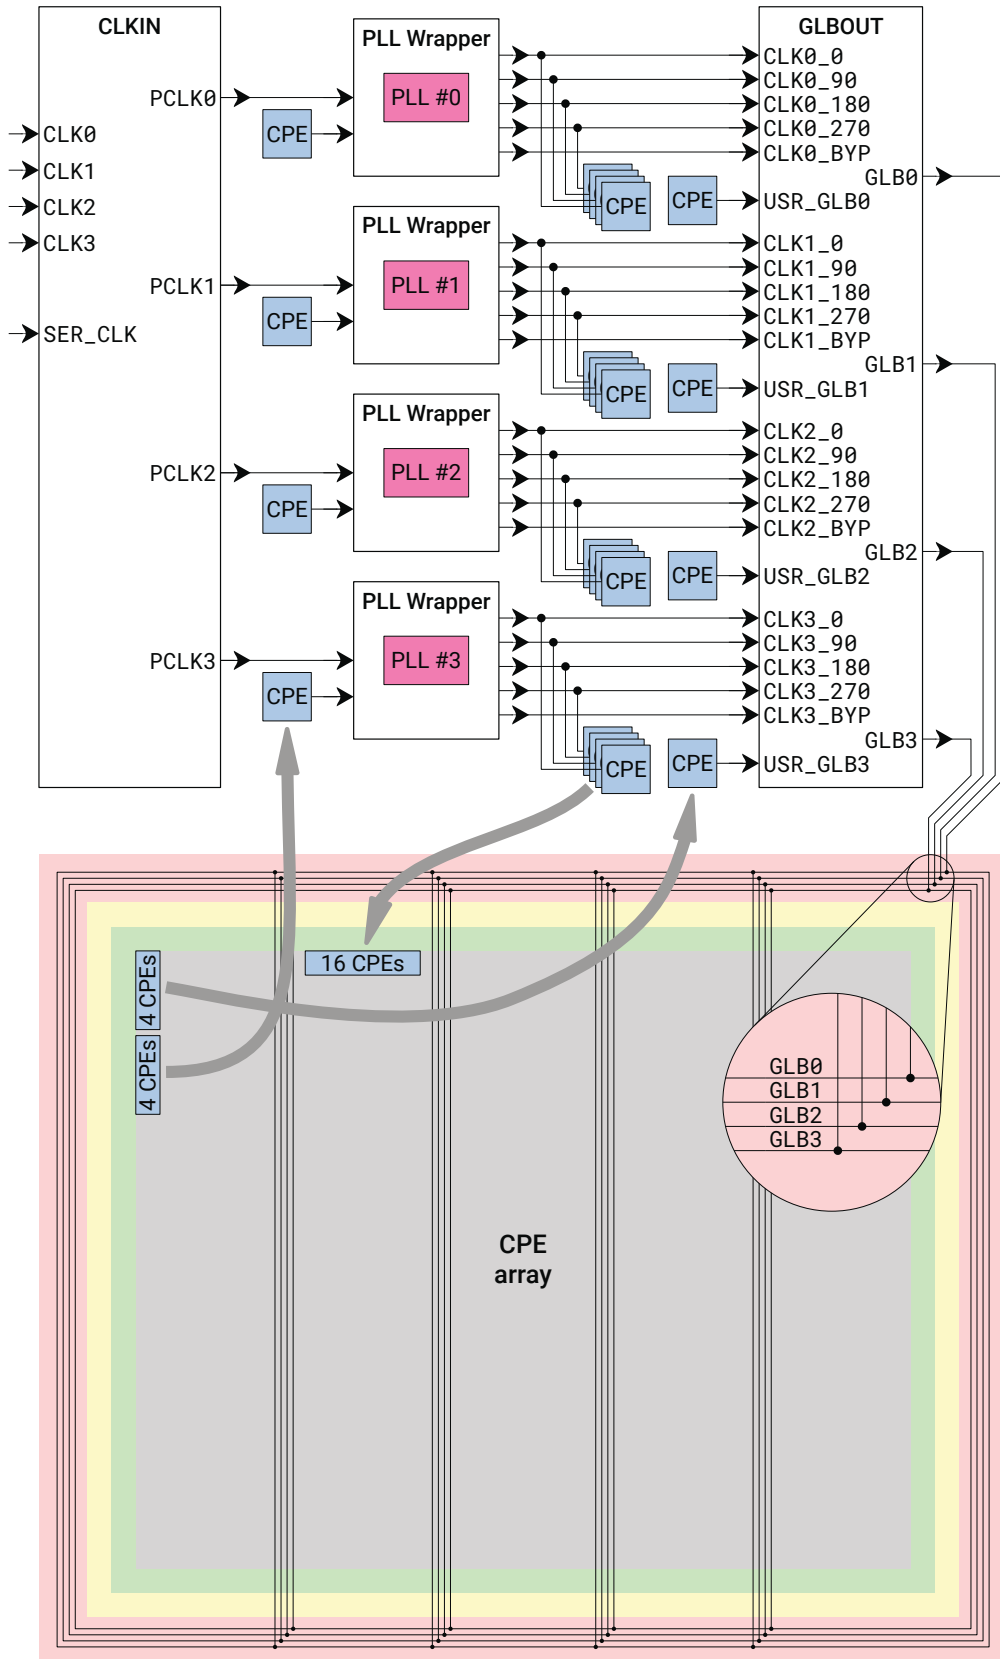 CLKIN
PCLK0
CLK0
CLK1
CLK2
CLK3
PCLK1
SER_CLK
PCLK2
PCLK3
PLL Wrapper
PLL #0
CPE
PLL Wrapper
PLL #1
CPE
PLL Wrapper
PLL #2
CPE
PLL Wrapper
PLL #3
CPE
CPE
CPE
CPE
CPE
CPE
CPE
CPE
CPE
GLBOUT
CLK0_0
CLK0_90
CLK0_180
CLK0_270
CLK0_BYP
GLB0
USR_GLB0
CLK1_0
CLK1_90
CLK1_180
CLK1_270
CLK1_BYP
GLB1
USR_GLB1
CLK2_0
CLK2_90
CLK2_180
CLK2_270
CLK2_BYP
GLB2
USR_GLB2
CLK3_0
CLK3_90
CLK3_180
CLK3_270
CLK3_BYP
GLB3
USR_GLB3
4 CPEs
16 CPEs
4 CPEs
GLB0
GLB1
GLB2
GLB3
CPE
array